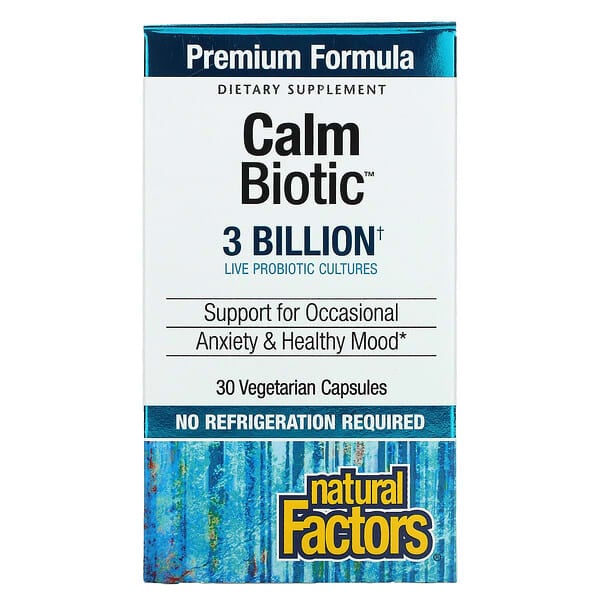 Premium Formula
DIETARY SUPPLEMENT
Calm
Biotic™
3 BILLION†
LIVE PROBIOTIC CULTURES
Support for Occasional
Anxiety & Healthy Mood*
30 Vegetarian Capsules
NO REFRIGERATION REQUIRED
natural
Factors®